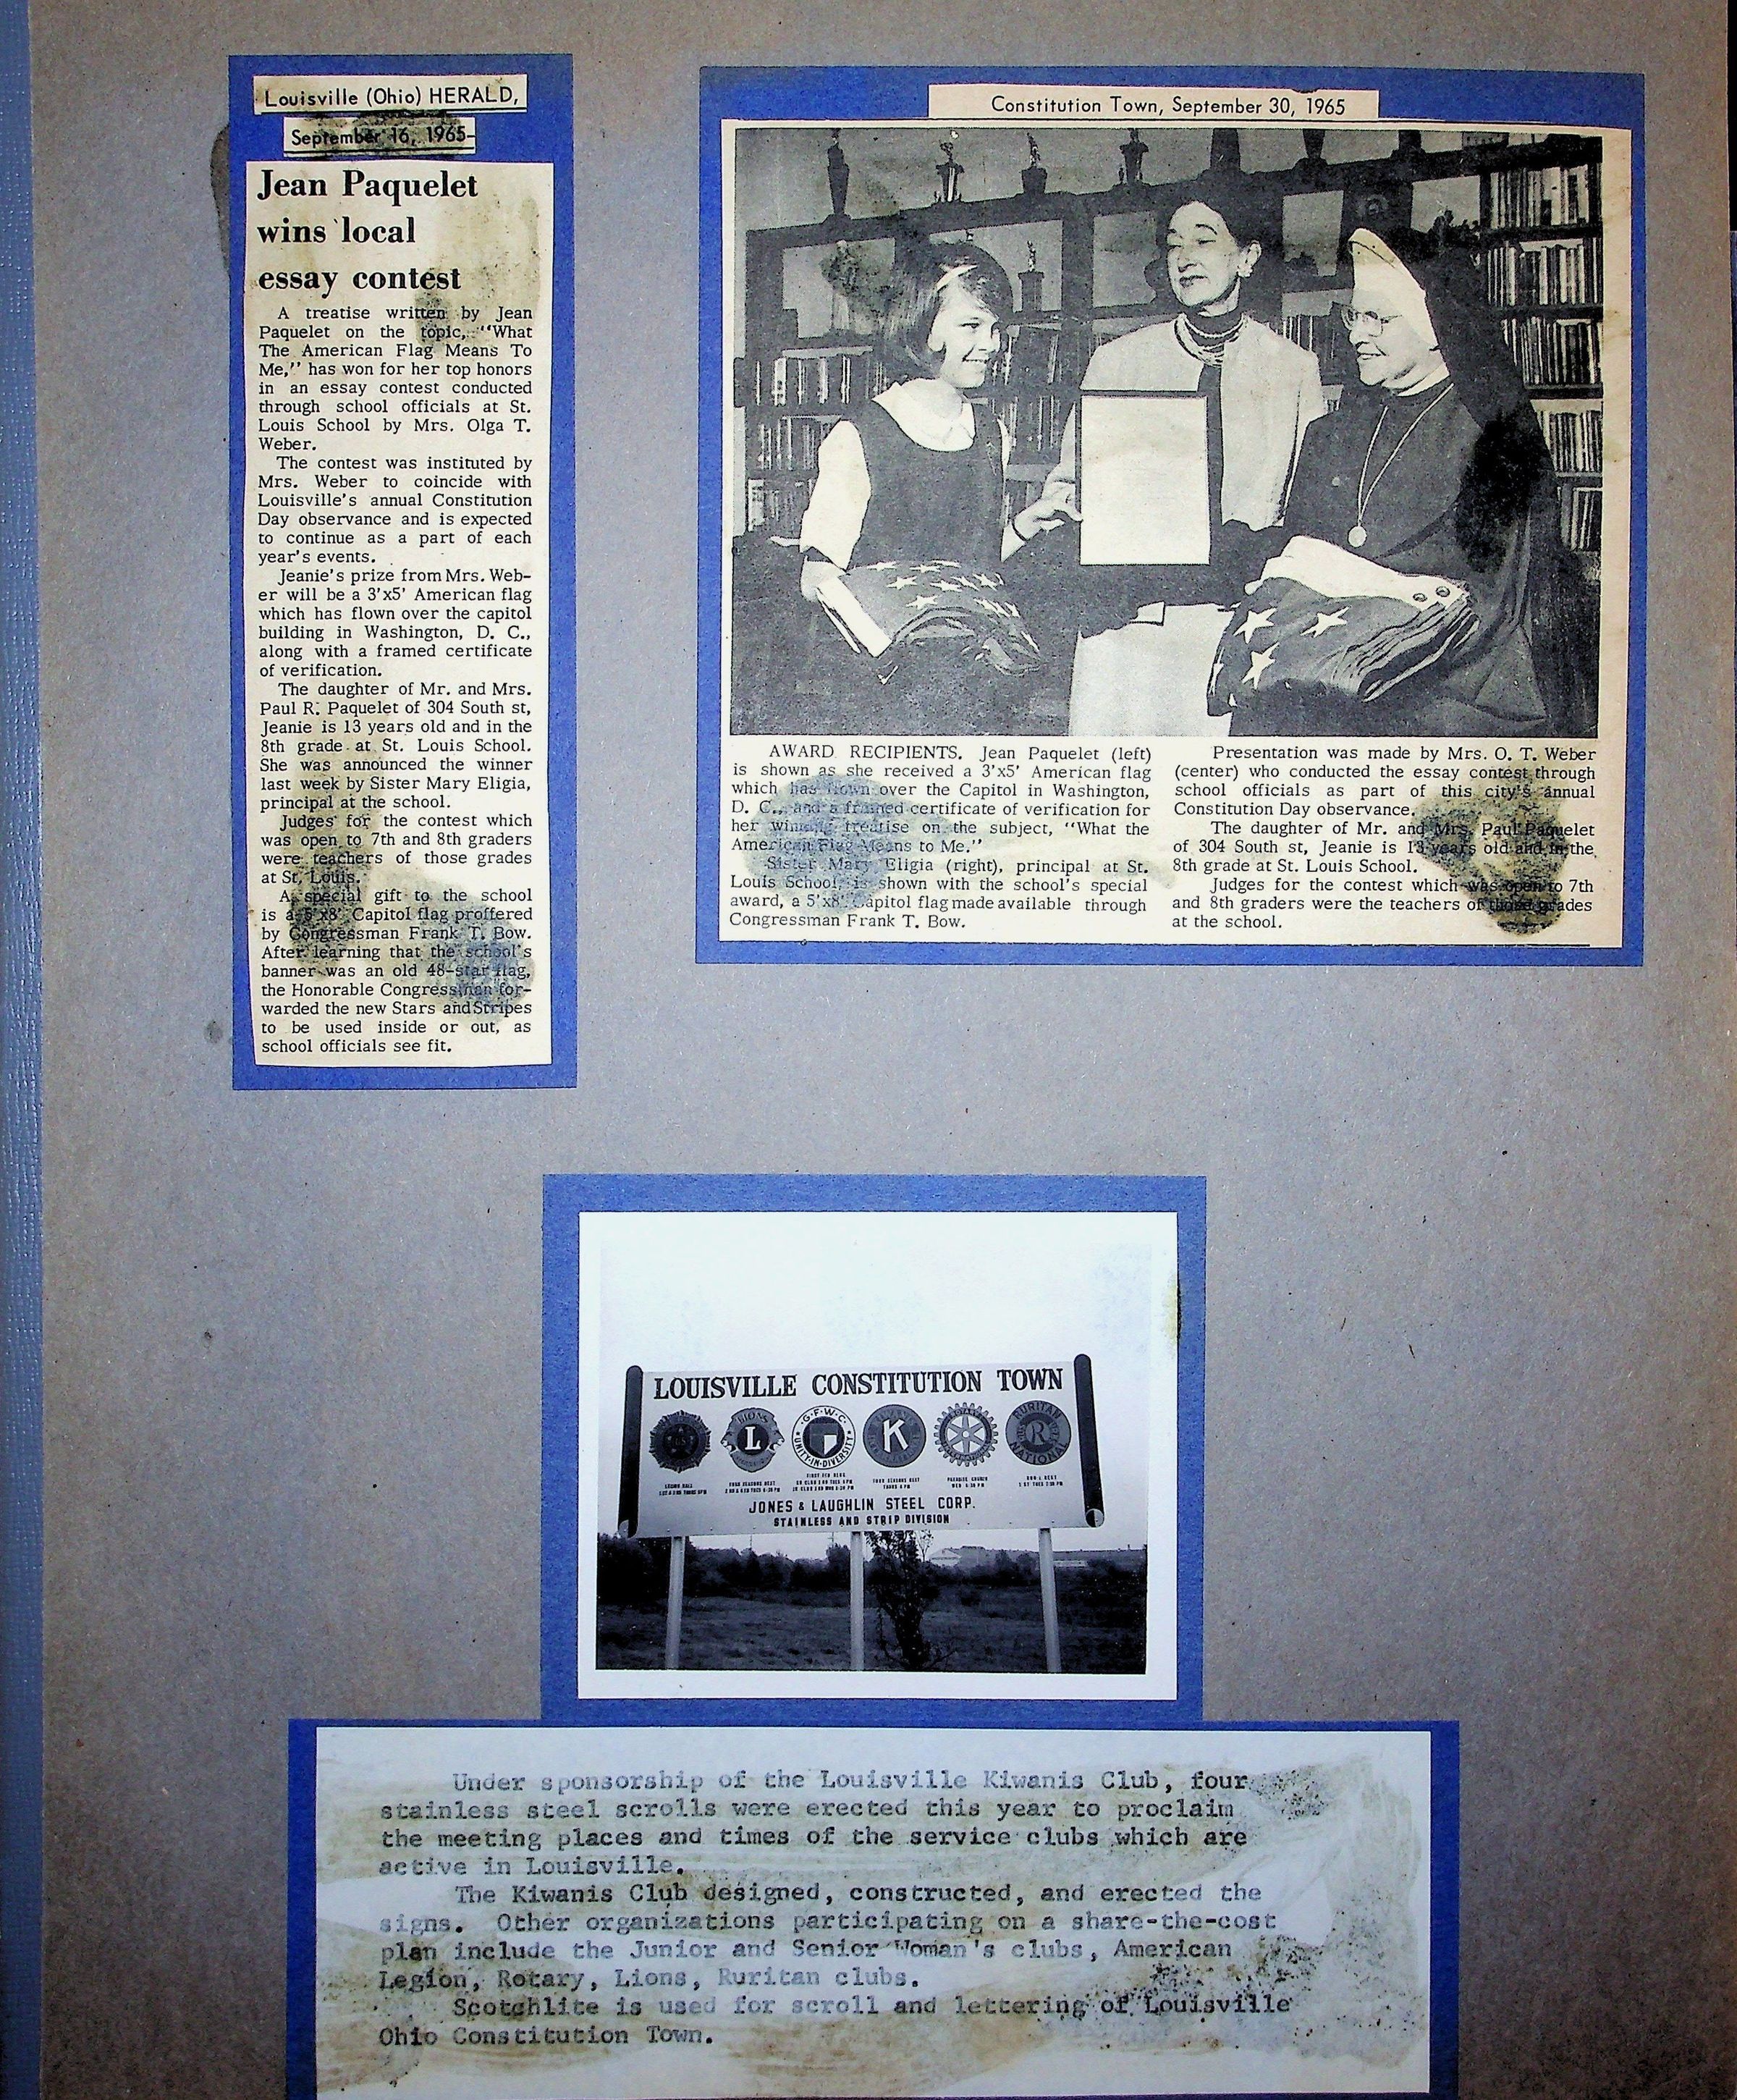 Louisville (Ohio) HERALD,
September 16, 1965-
Jean Paquelet
wins local
essay contest
A treatise written by Jean
Paquelet on the topic, "What
The American Flag Means To
Me," has won for her top honors
in an essay contest conducted
through school officials at St.
Louis School by Mrs. Olga T.
Weber.
The contest was instituted by
Mrs. Weber to coincide with
Louisville's annual Constitution
Day observance and is expected
to continue as a part of each
year's events.
Jeanie's prize from Mrs. Web-
er will be a 3'x5' American flag
which has flown over the capitol
building in Washington, D. C.,
along with a framed certificate
of verification.
The daughter of Mr. and Mrs.
Paul R. Paquelet of 304 South st,
Jeanie is 13 years old and in the
8th grade at St. Louis School.
She was announced the winner
last week by Sister Mary Eligia,
principal at the school.
Judges for the contest which
was open to 7th and 8th graders
were teachers of those grades
at St. Louis.
A special gift to the school
is a 5'x8' Capitol flag proffered
by Congressman Frank T. Bow.
After learning that the school's
banner was an old 48-star flag,
the Honorable Congressman for-
warded the new Stars and Stripes
to be used inside or out, as
school officials see fit.
Constitution Town, September 30, 1965
AWARD RECIPIENTS. Jean Paquelet (left)
is shown as she received a 3'x5' American flag
which has flown over the Capitol in Washington,
D. C., and a framed certificate of verification for
her winning treatise on the subject, "What the
American Flag Means to Me."
Sister Mary Eligia (right), principal at St.
Louis School, is shown with the school's special
award, a 5'x8' Capitol flag made available through
Congressman Frank T. Bow.
Presentation was made by Mrs. O. T. Weber
(center) who conducted the essay contest through
school officials as part of this city's annual
Constitution Day observance.
The daughter of Mr. and Mrs. Paul Paquelet
of 304 South st, Jeanie is 13 years old and in the
8th grade at St. Louis School.
Judges for the contest which was open to 7th
and 8th graders were the teachers of those grades
at the school.
LOUISVILLE CONSTITUTION TOWN
LIONS
L
G.F.W.C.
UNITY-IN-DIVERSITY
K
RURITAN
R
NATIONAL
JONES & LAUGHLIN STEEL CORP.
STAINLESS AND STRIP DIVISION
Under sponsorship of the Louisville Kiwanis Club, four
stainless steel scrolls were erected this year to proclaim
the meeting places and times of the service clubs which are
active in Louisville.
The Kiwanis Club designed, constructed, and erected the
signs. Other organizations participating on a share-the-cost
plan include the Junior and Senior Woman's clubs, American
Legion, Rotary, Lions, Ruritan clubs.
Scotchlite is used for scroll and lettering of Louisville
Ohio Constitution Town.